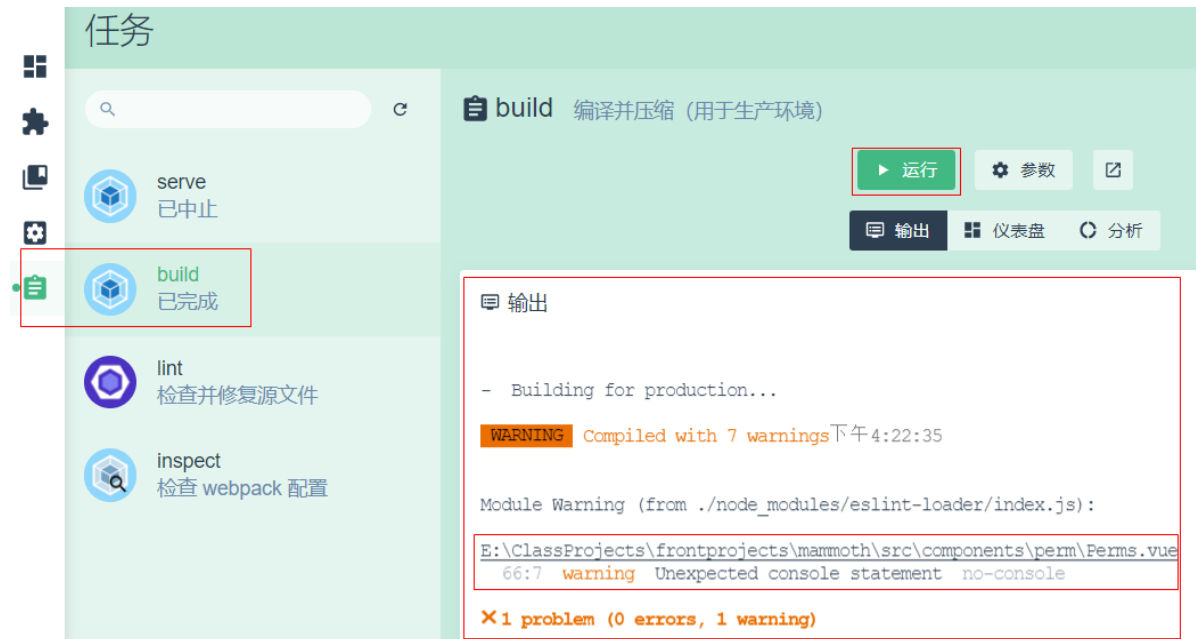 任务
build 编译并压缩（用于生产环境）
运行 参数
输出 仪表盘 分析
serve
已中止
build
已完成
lint
检查并修复源文件
inspect
检查 webpack 配置
输出
- Building for production...
WARNING Compiled with 7 warnings下午4:22:35
Module Warning (from ./node_modules/eslint-loader/index.js):
E:\ClassProjects\frontprojects\mammoth\src\components\perm\Perms.vue
66:7 warning Unexpected console statement no-console
✕1 problem (0 errors, 1 warning)